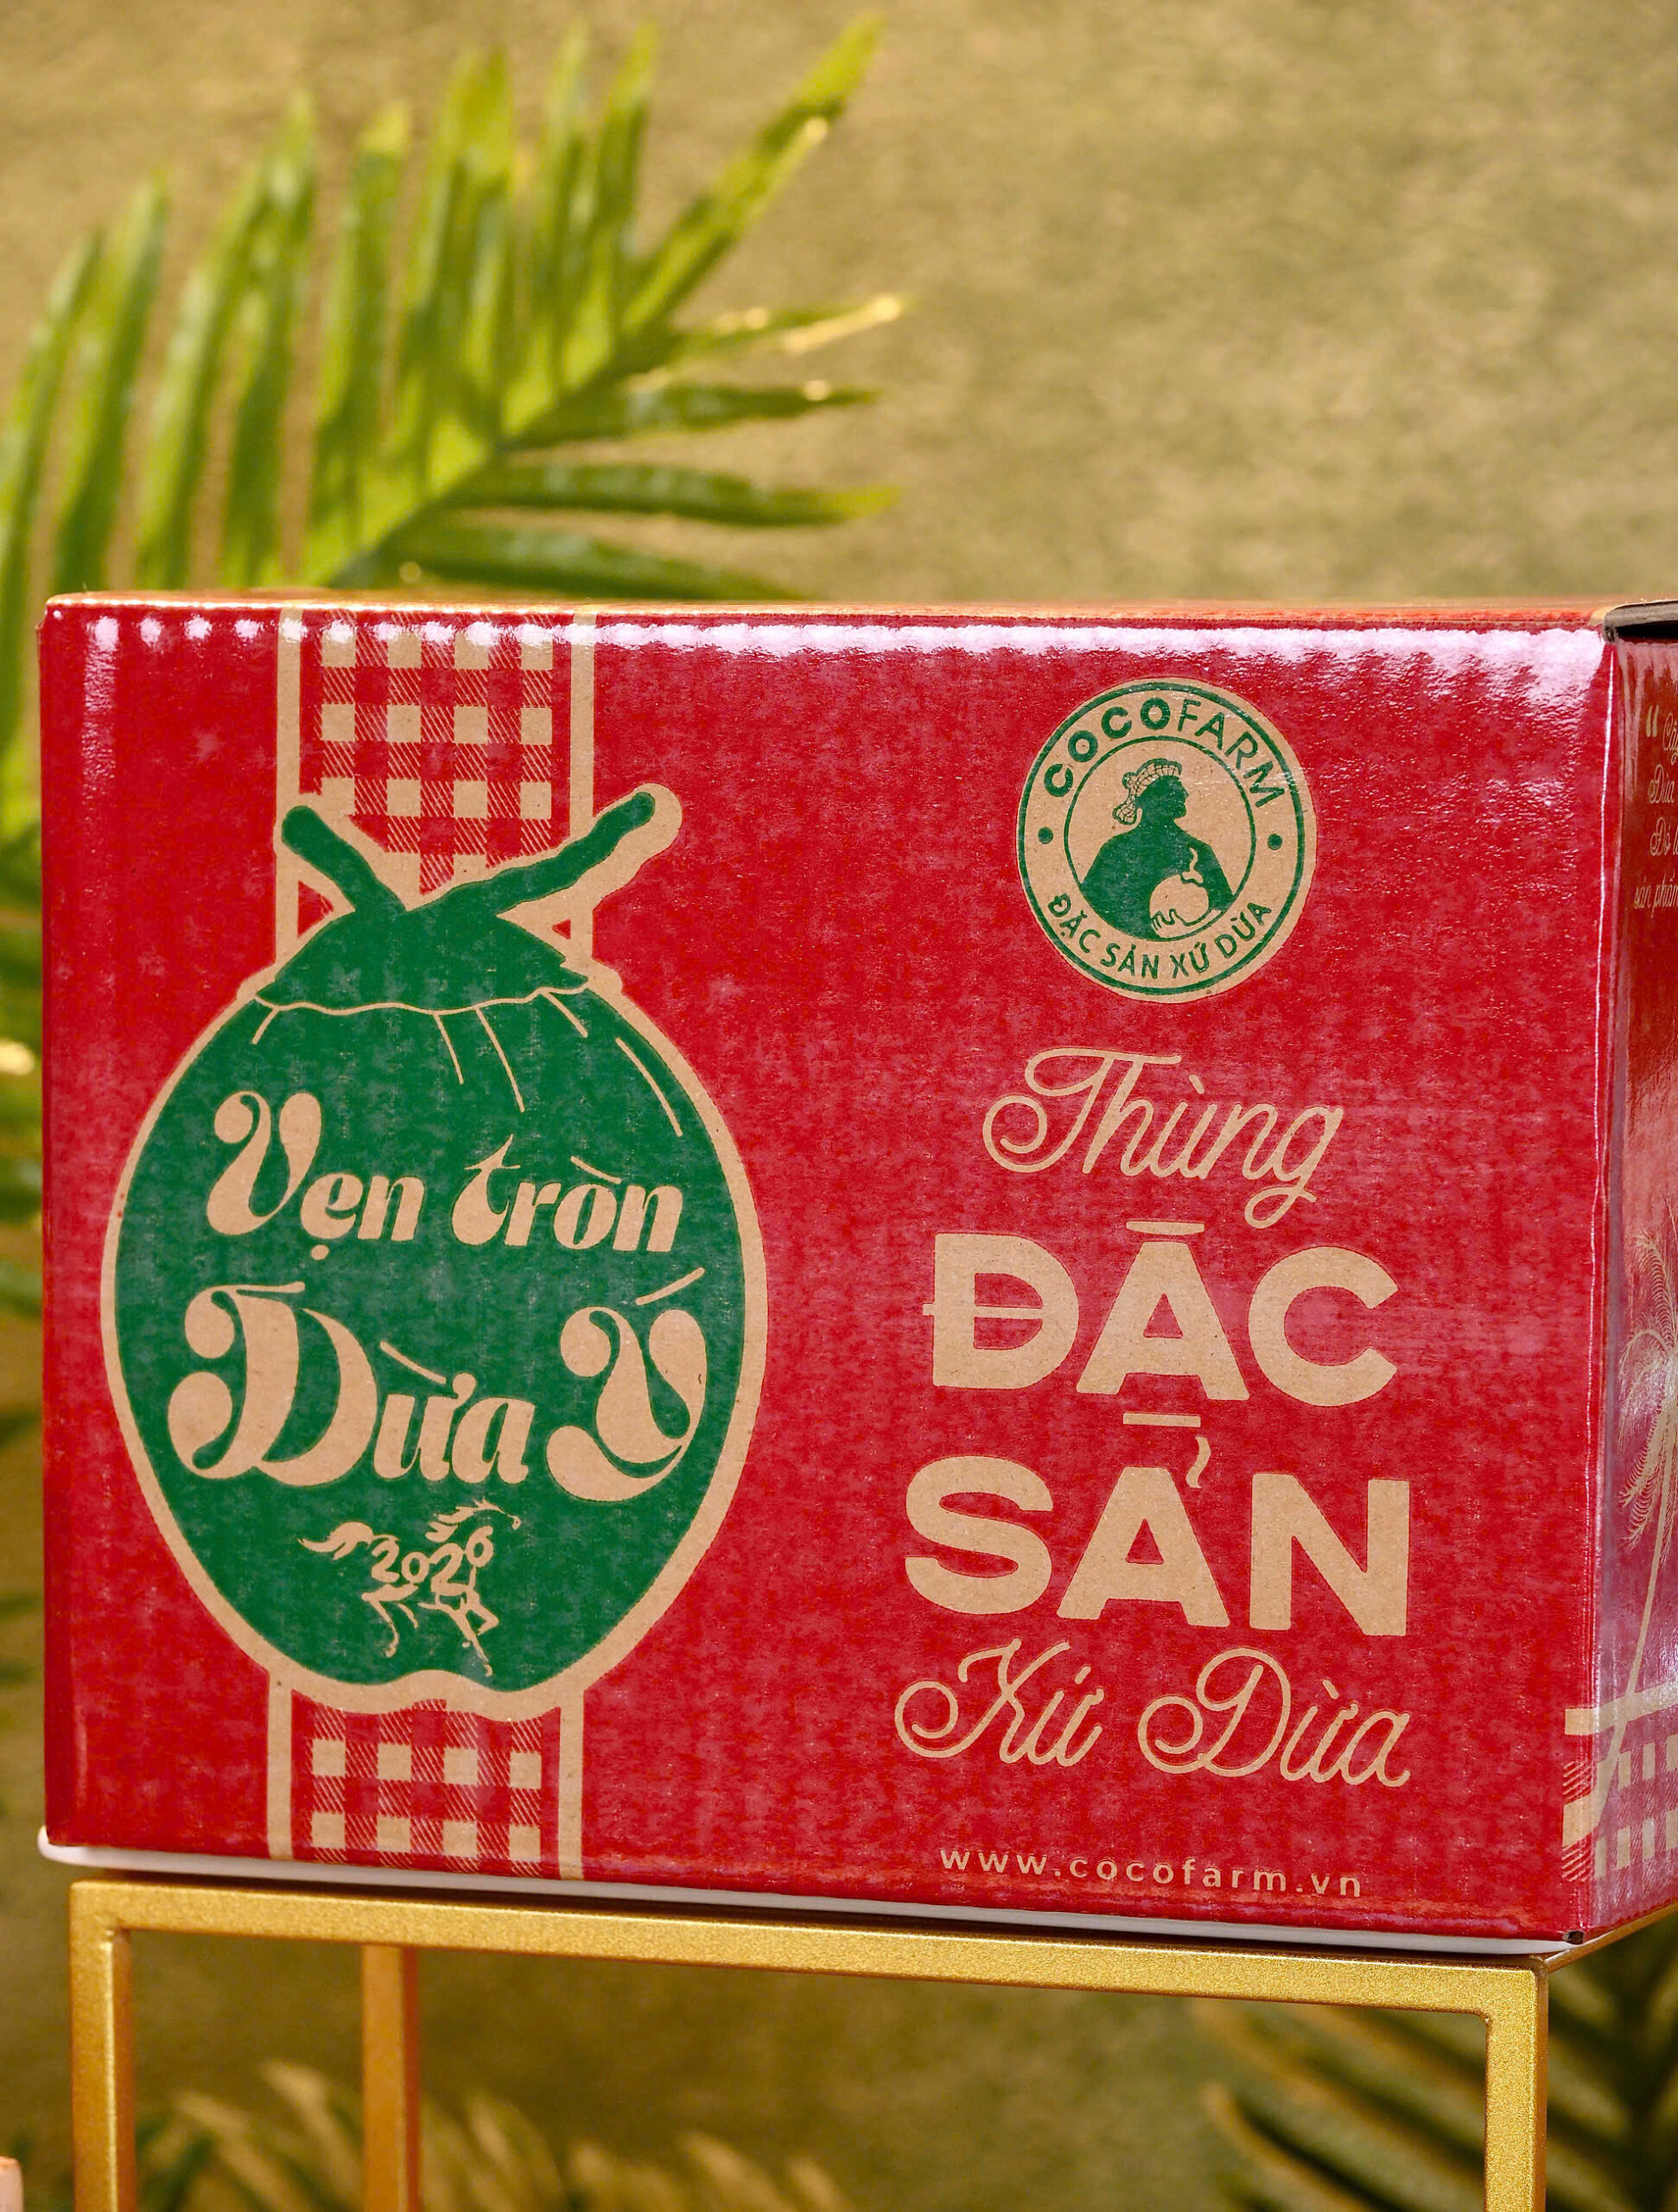 COCOFARM
ĐẶC SẢN XỨ DỪA
Vẹn tròn
Dừa Ý
2026
Thùng
ĐẶC
SẢN
Xứ Dừa
www.cocofarm.vn